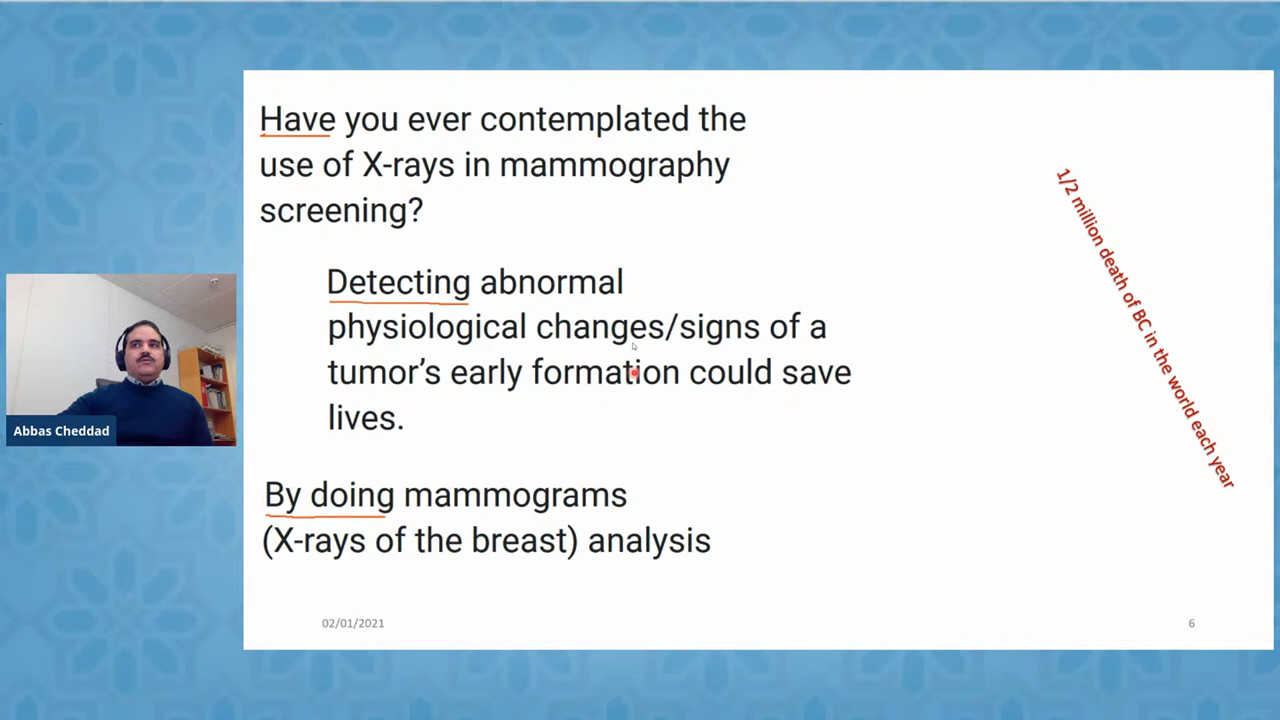 Have you ever contemplated the
use of X-rays in mammography
screening?
Detecting abnormal
physiological changes/signs of a
tumor’s early formation could save
lives.
By doing mammograms
(X-rays of the breast) analysis
1/2 million death of BC in the world each year
Abbas Cheddad
02/01/2021
6